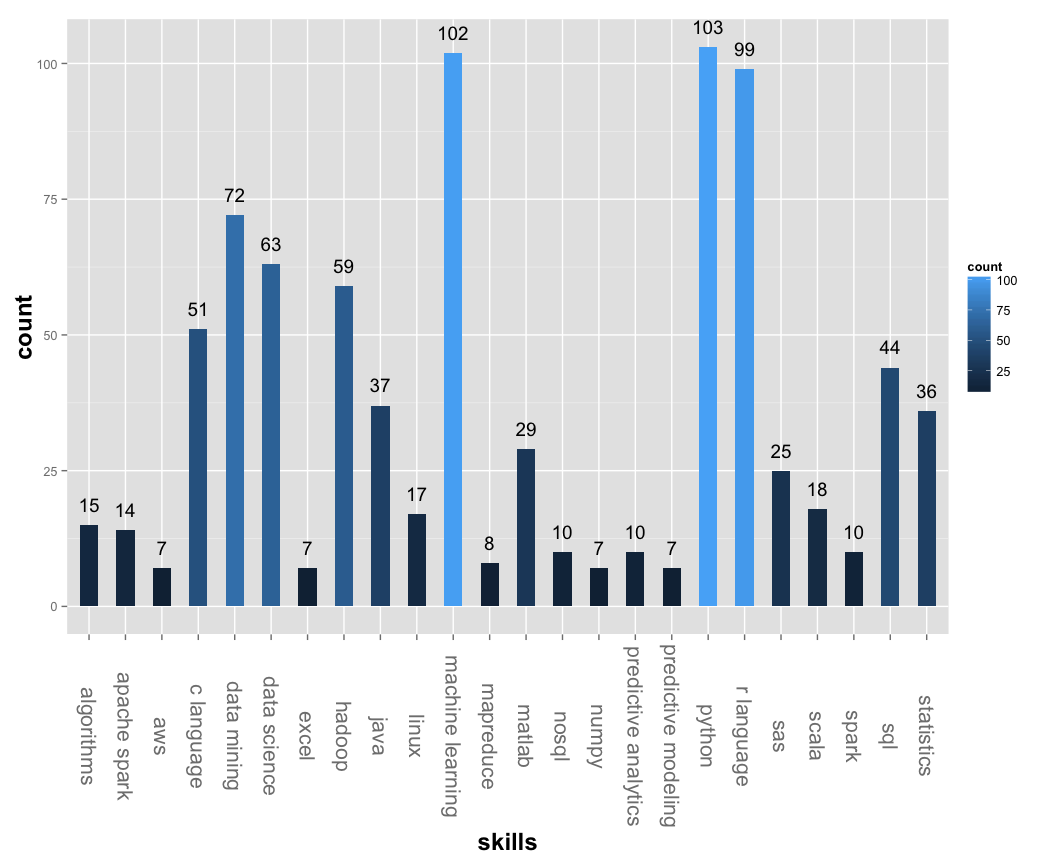 count
100
75
50
25
0
15
14
7
51
72
63
7
59
37
17
102
8
29
10
7
10
7
103
99
25
18
10
44
36
algorithms
apache spark
aws
c language
data mining
data science
excel
hadoop
java
linux
machine learning
mapreduce
matlab
nosql
numpy
predictive analytics
predictive modeling
python
r language
sas
scala
spark
sql
statistics
skills
count
100
75
50
25